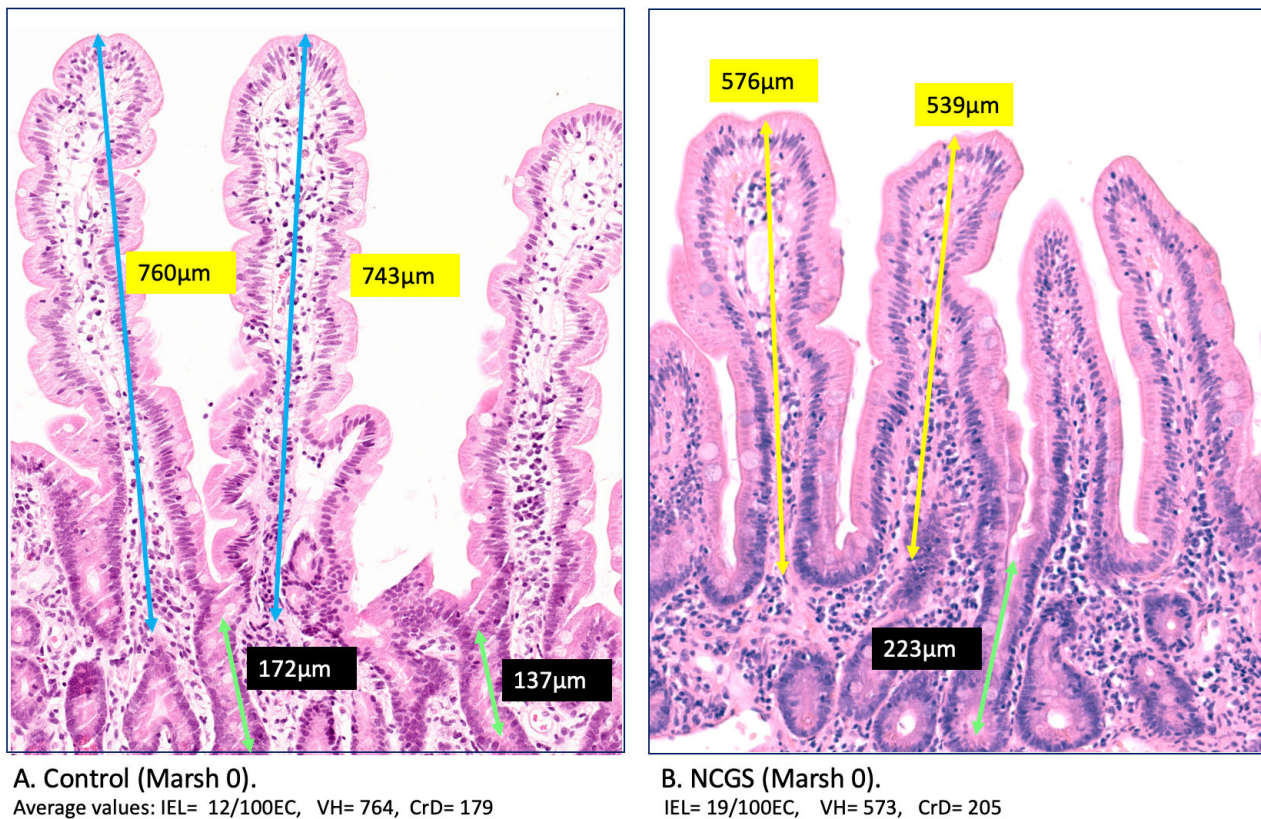 760µm
743µm
172µm
137µm
576µm
539µm
223µm
A. Control (Marsh 0).
Average values: IEL= 12/100EC, VH= 764, CrD= 179
B. NCGS (Marsh 0).
IEL= 19/100EC, VH= 573, CrD= 205